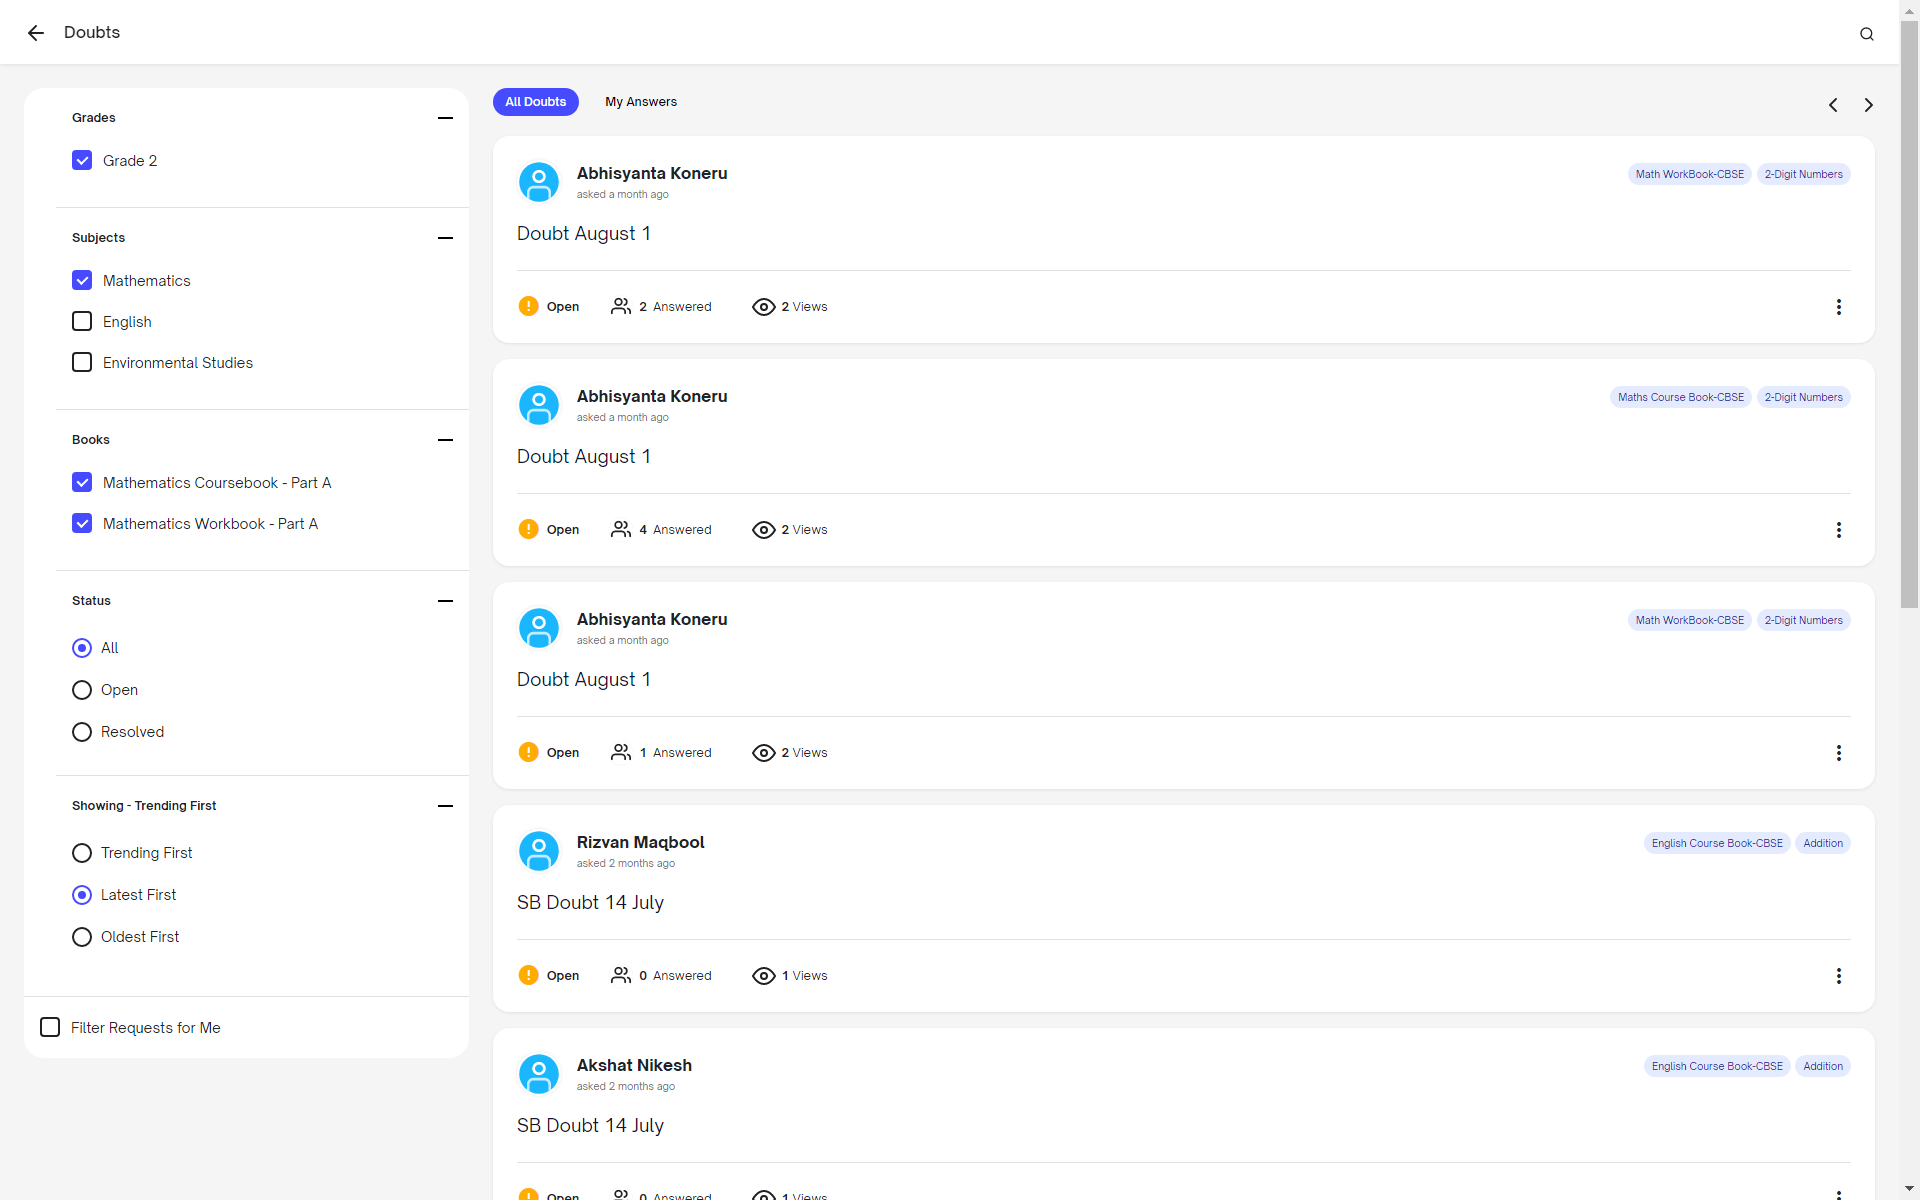 Doubts
Grades
Grade 2
Subjects
Mathematics
English
Environmental Studies
Books
Mathematics Coursebook - Part A
Mathematics Workbook - Part A
Status
All
Open
Resolved
Showing - Trending First
Trending First
Latest First
Oldest First
Filter Requests for Me
All Doubts My Answers
Abhisyanta Koneru Math WorkBook-CBSE 2-Digit Numbers
asked a month ago
Doubt August 1
Open 2 Answered 2 Views
Abhisyanta Koneru Maths Course Book-CBSE 2-Digit Numbers
asked a month ago
Doubt August 1
Open 4 Answered 2 Views
Abhisyanta Koneru Math WorkBook-CBSE 2-Digit Numbers
asked a month ago
Doubt August 1
Open 1 Answered 2 Views
Rizvan Maqbool English Course Book-CBSE Addition
asked 2 months ago
SB Doubt 14 July
Open 0 Answered 1 Views
Akshat Nikesh English Course Book-CBSE Addition
asked 2 months ago
SB Doubt 14 July
Open 0 Answered 1 Views